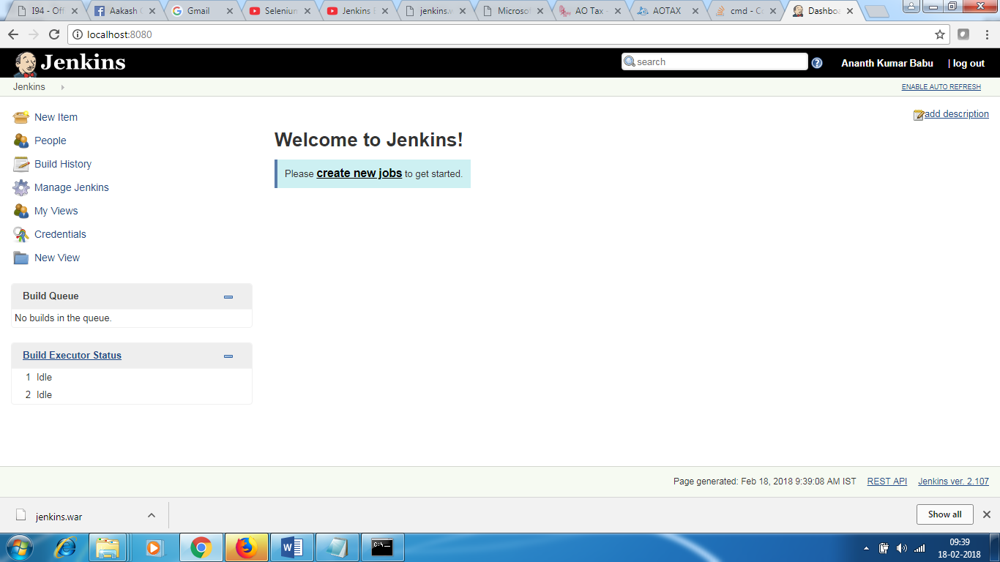 I94 - Off
Aakash
Gmail
Selenium
Jenkins
jenkins.w
Microsof
AO Tax -
AOTAX
cmd - C
Dashboa
localhost:8080
Jenkins
search
Ananth Kumar Babu
| log out
Jenkins
ENABLE AUTO REFRESH
New Item
People
Build History
Manage Jenkins
My Views
Credentials
New View
add description
Welcome to Jenkins!
Please create new jobs to get started.
Build Queue
No builds in the queue.
Build Executor Status
1 Idle
2 Idle
Page generated: Feb 18, 2018 9:39:08 AM IST
REST API
Jenkins ver. 2.107
jenkins.war
Show all
09:39
18-02-2018